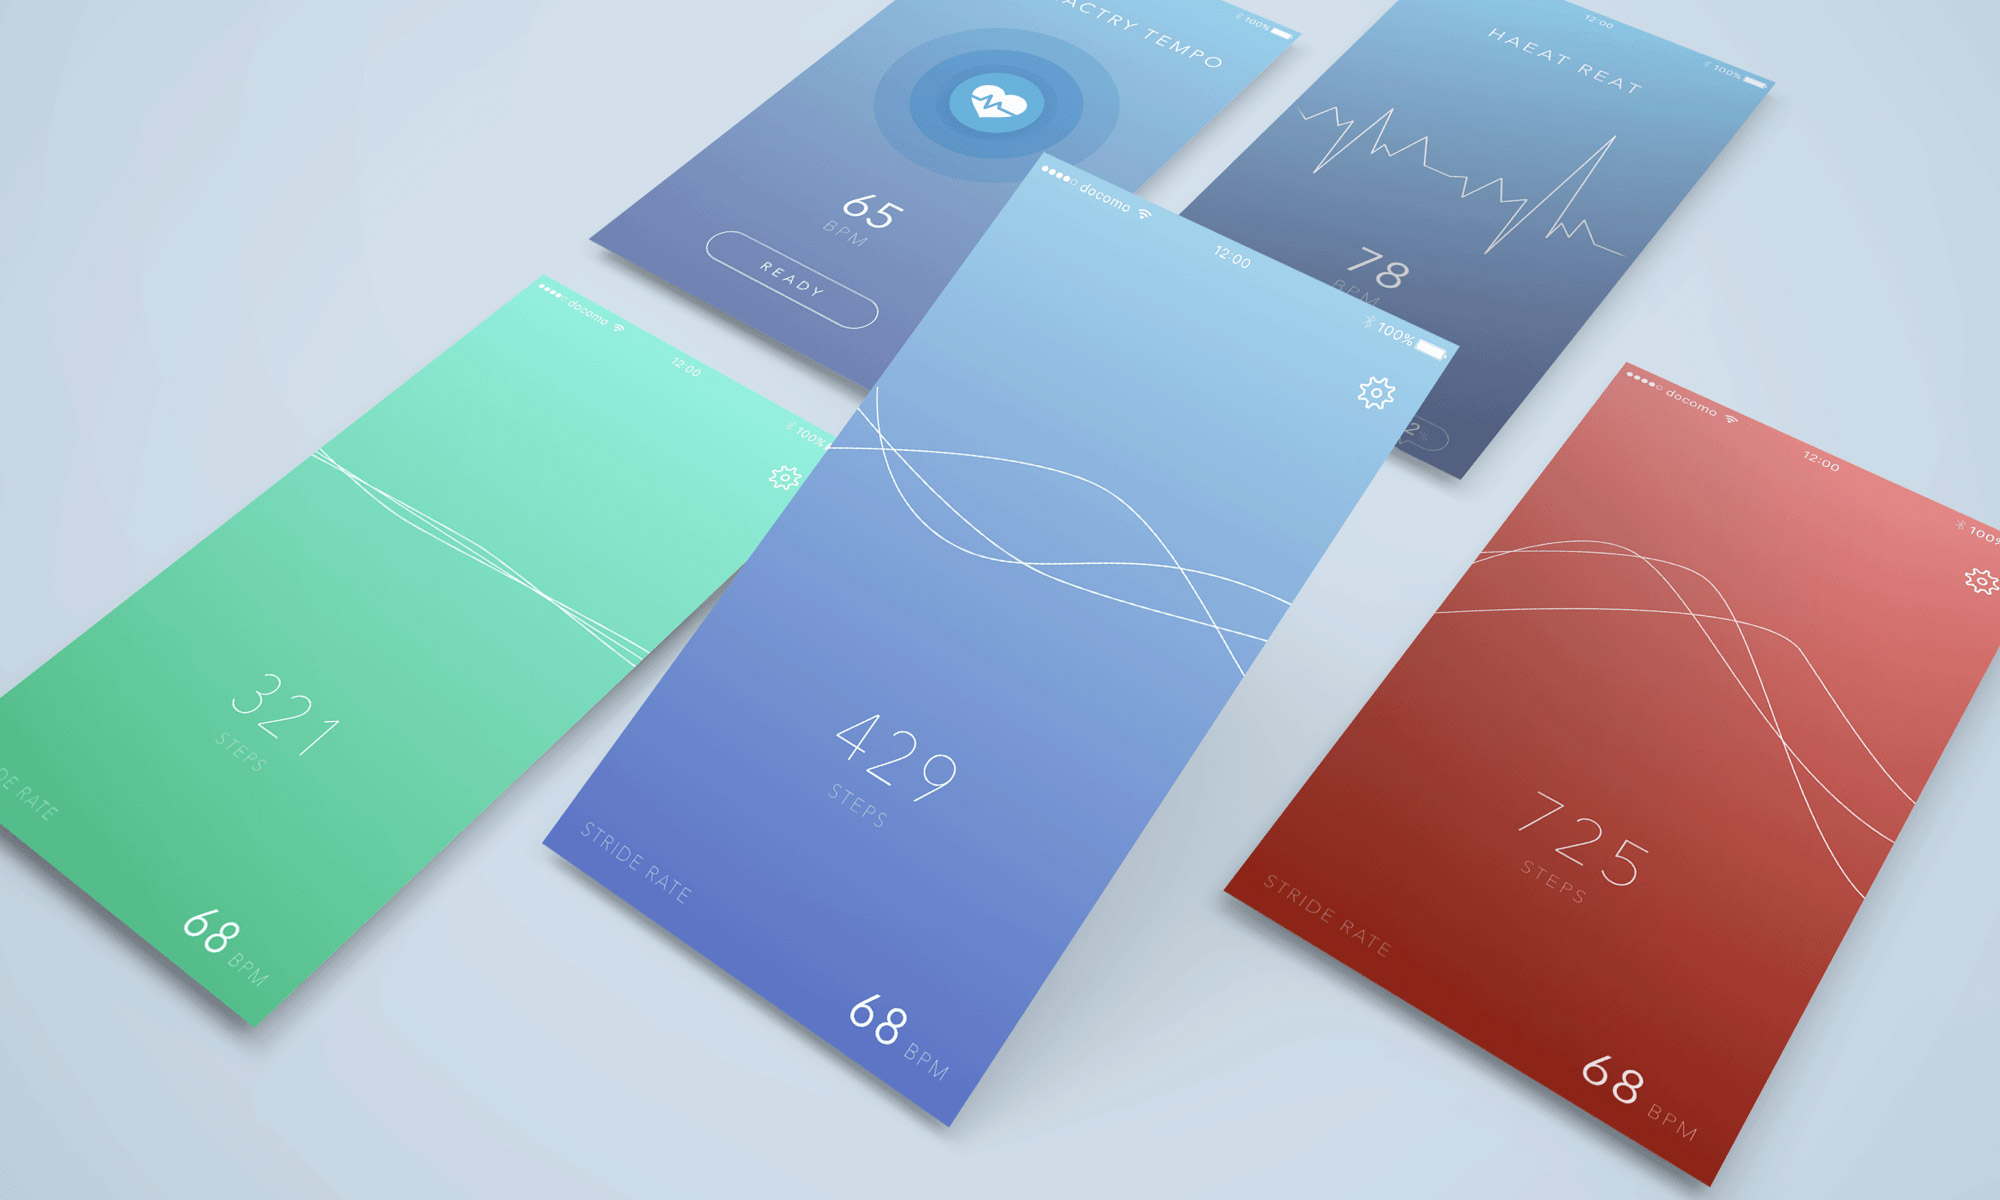 ACTRY TEMPO
100%
65
BPM
READY
12:00
100%
HAEAT REAT
78
BPM
2
docomo
12:00
100%
429
STEPS
STRIDE RATE
68 BPM
docomo
12:00
100%
321
STEPS
DE RATE
68 BPM
docomo
12:00
100%
725
STEPS
STRIDE RATE
68 BPM